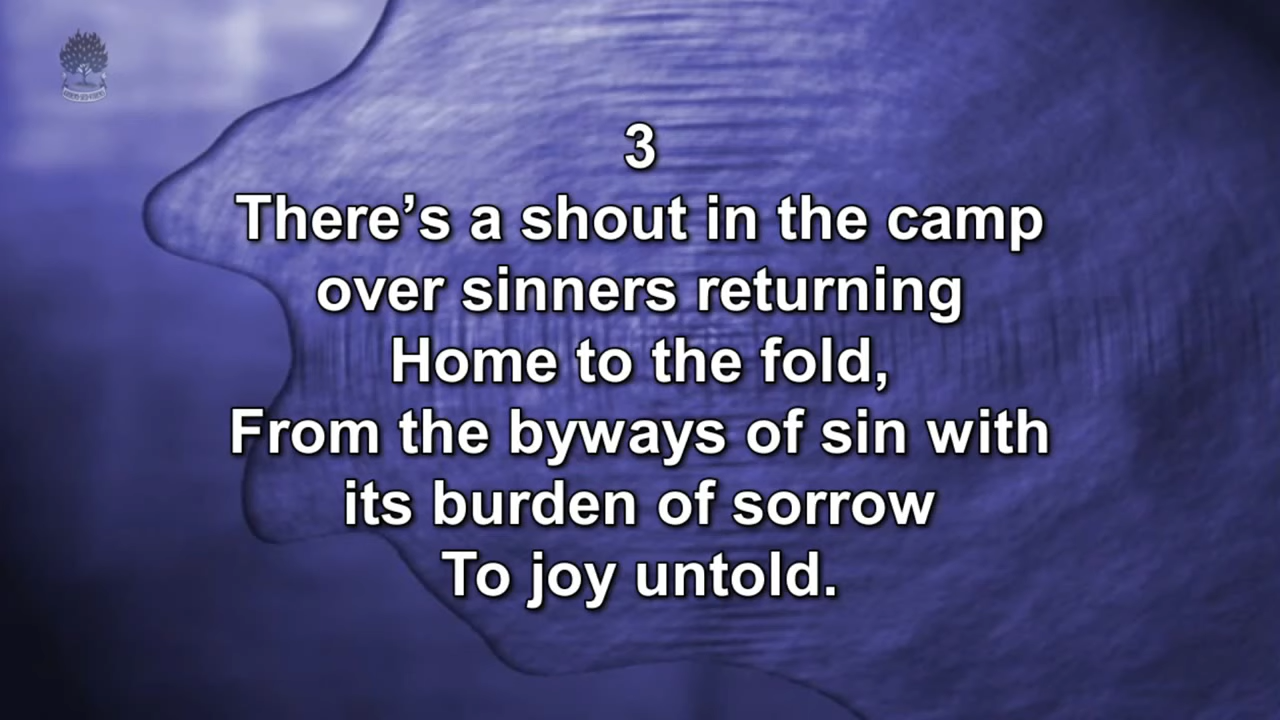 3
There’s a shout in the camp
over sinners returning
Home to the fold,
From the byways of sin with
its burden of sorrow
To joy untold.